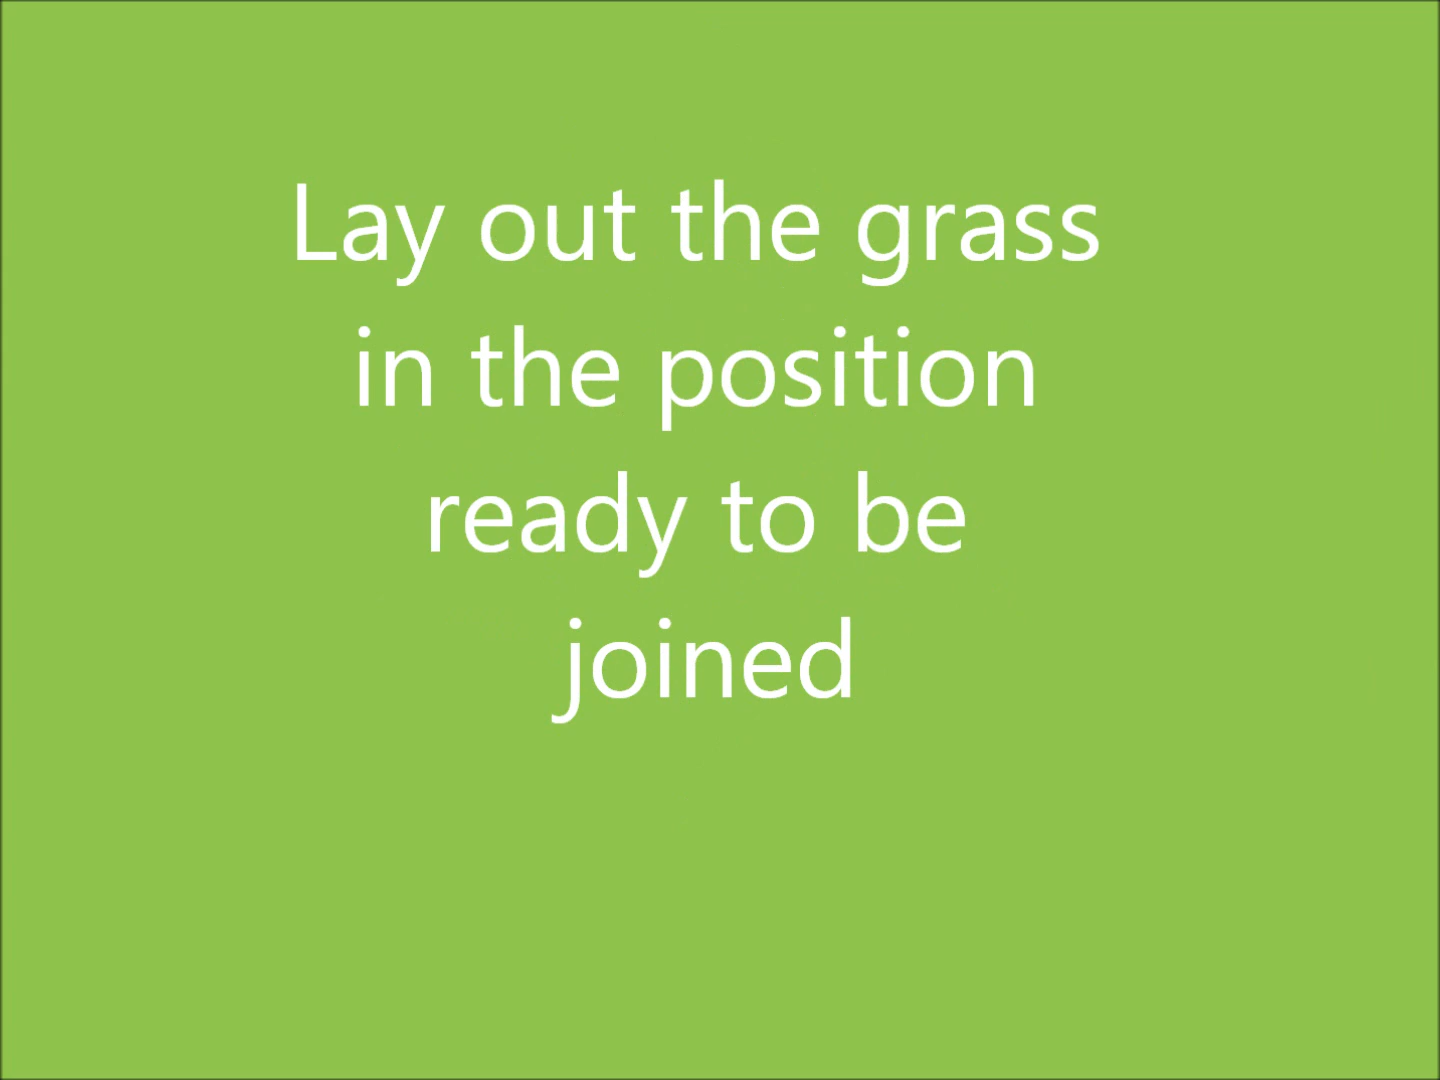 Lay out the grass
in the position
ready to be
joined